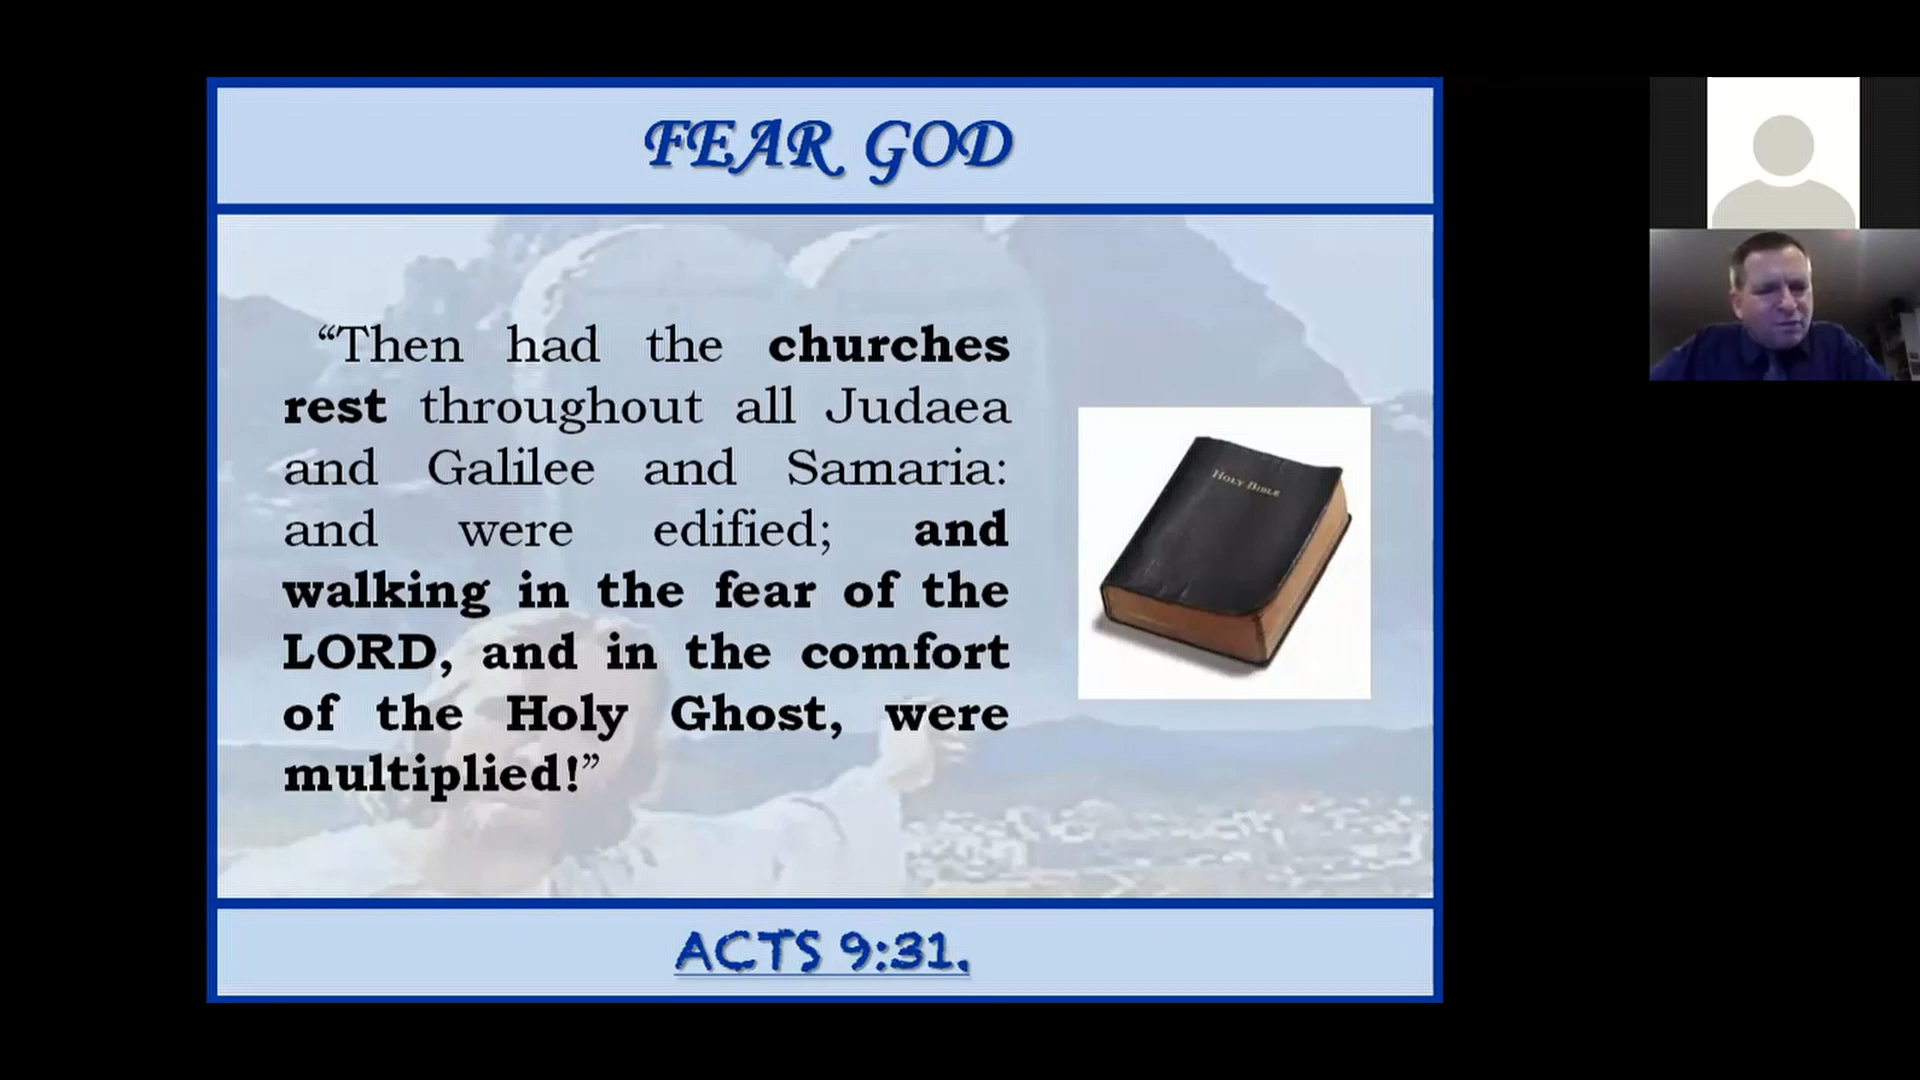 FEAR GOD
“Then had the churches
rest throughout all Judaea
and Galilee and Samaria:
and were edified; and
walking in the fear of the
LORD, and in the comfort
of the Holy Ghost, were
multiplied!”
HOLY BIBLE
ACTS 9:31.